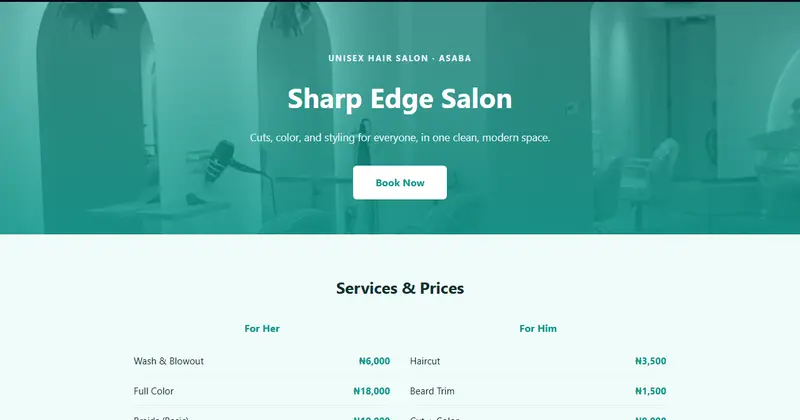 UNISEX HAIR SALON · ASABA
Sharp Edge Salon
Cuts, color, and styling for everyone, in one clean, modern space.
Book Now
Services & Prices
For Her
For Him
Wash & Blowout ₦6,000
Haircut ₦3,500
Full Color ₦18,000
Beard Trim ₦1,500